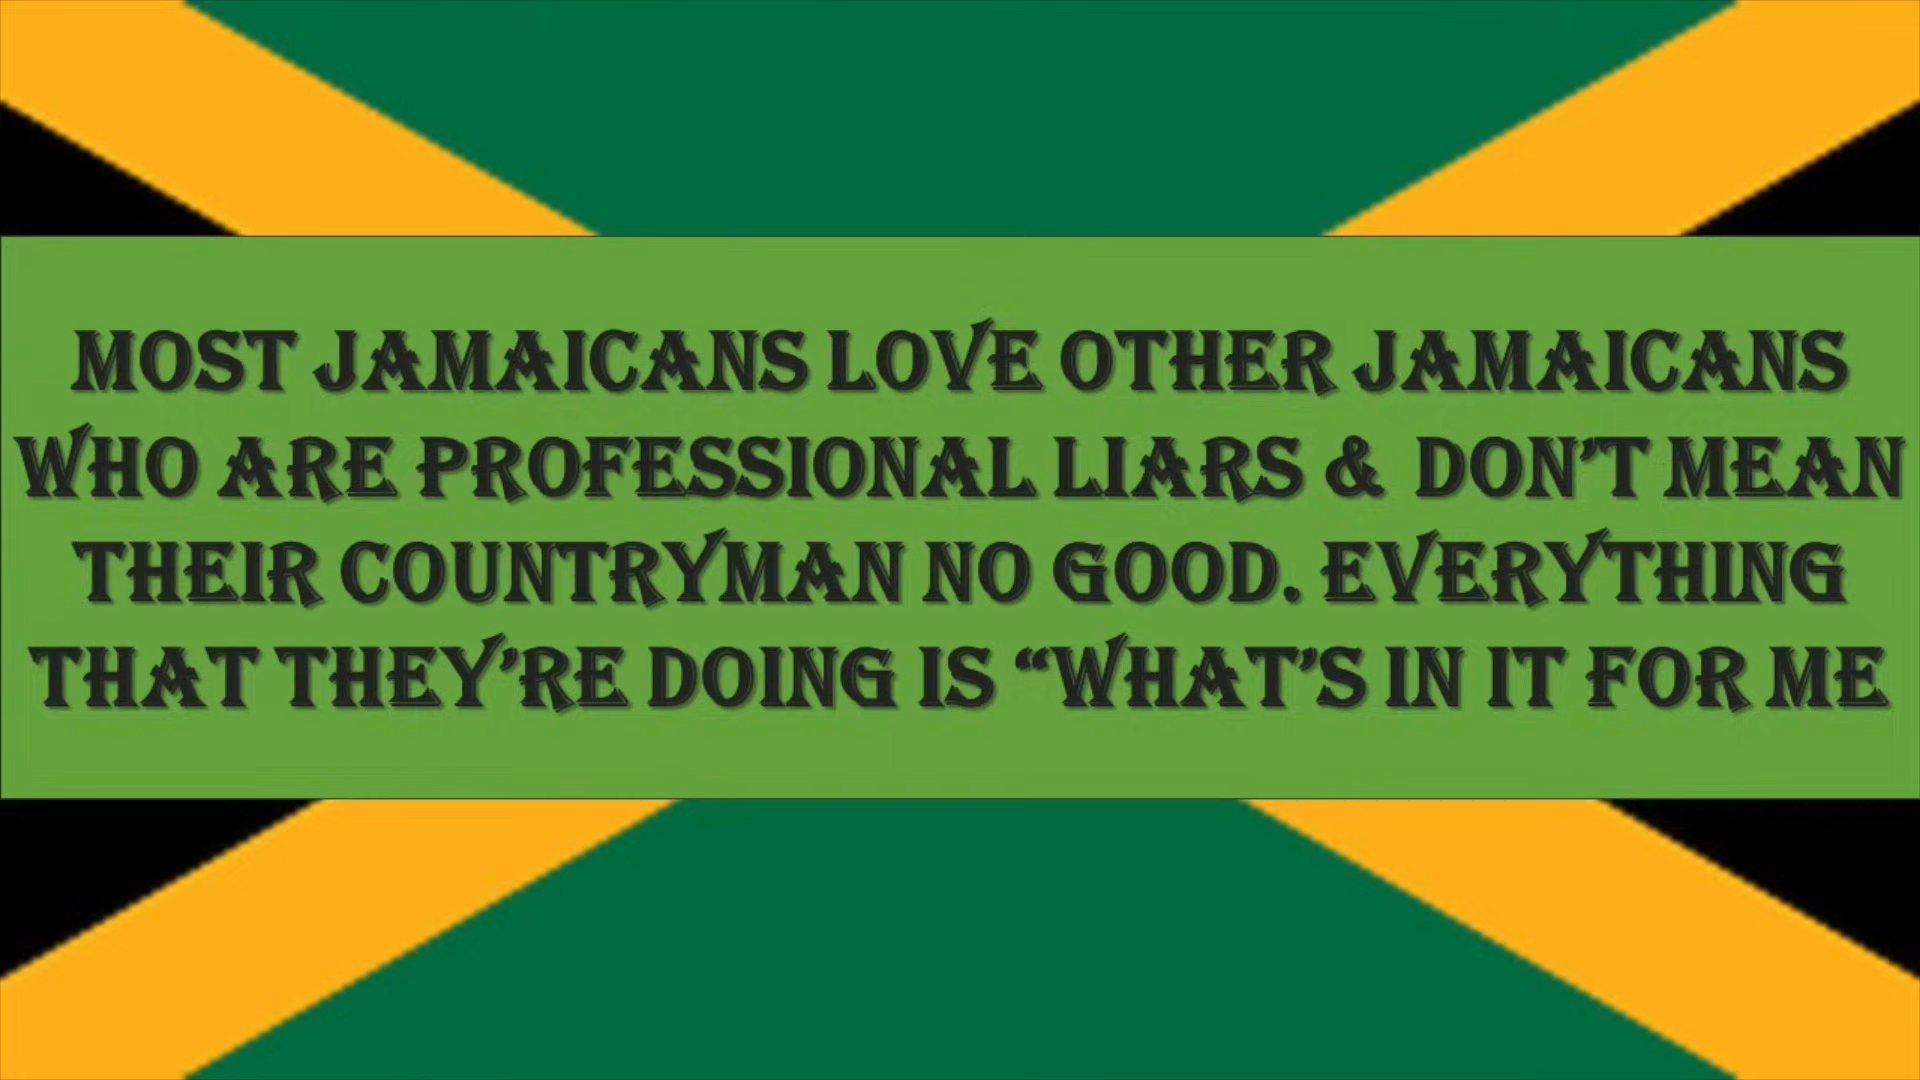 MOST JAMAICANS LOVE OTHER JAMAICANS
WHO ARE PROFESSIONAL LIARS & DON’T MEAN
THEIR COUNTRYMAN NO GOOD. EVERYTHING
THAT THEY’RE DOING IS “WHAT’S IN IT FOR ME